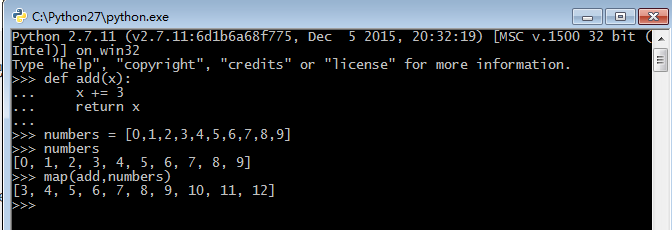 C:\Python27\python.exe
Python 2.7.11 (v2.7.11:6d1b6a68f775, Dec  5 2015, 20:32:19) [MSC v.1500 32 bit (
Intel)] on win32
Type "help", "copyright", "credits" or "license" for more information.
>>> def add(x):
...     x += 3
...     return x
...
>>> numbers = [0,1,2,3,4,5,6,7,8,9]
>>> numbers
[0, 1, 2, 3, 4, 5, 6, 7, 8, 9]
>>> map(add,numbers)
[3, 4, 5, 6, 7, 8, 9, 10, 11, 12]
>>>